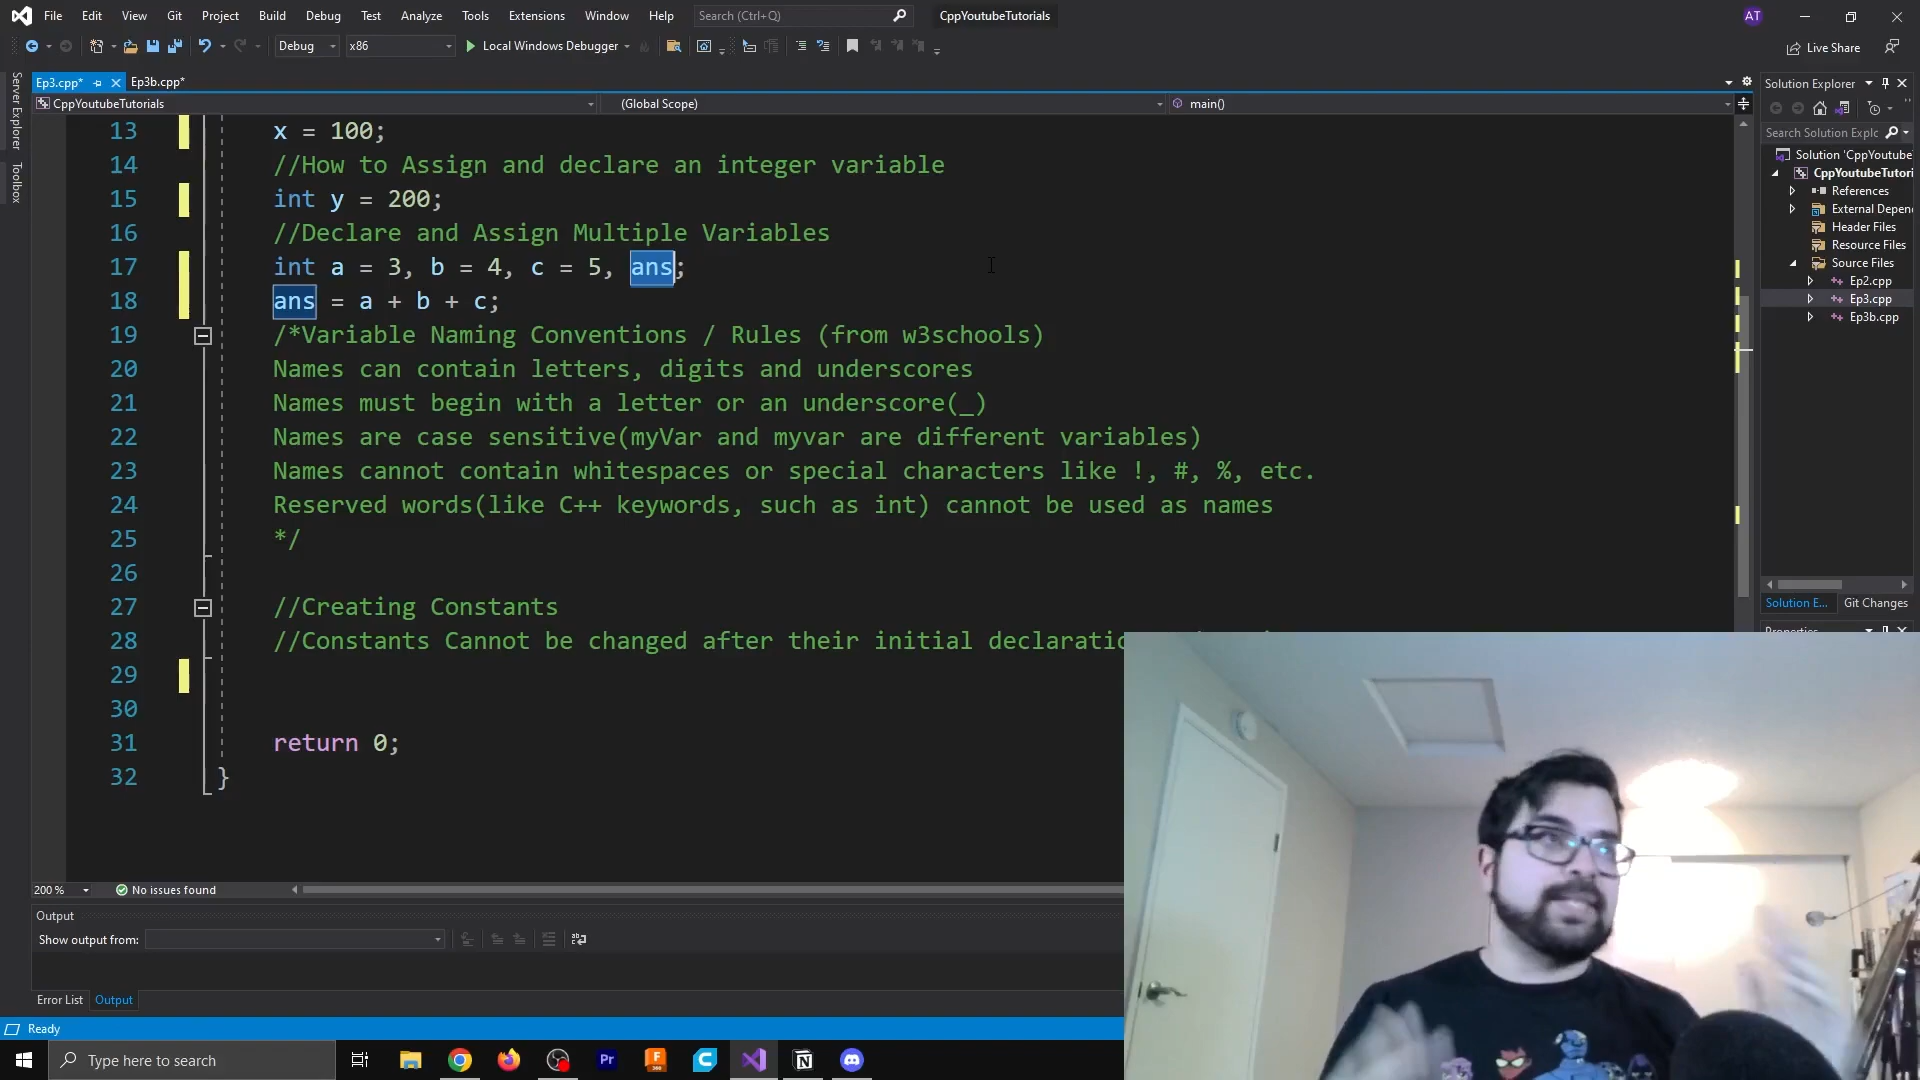 File Edit View Git Project Build Debug Test Analyze Tools Extensions Window Help Search (Ctrl+Q) CppYoutubeTutorials AT
Debug x86 Local Windows Debugger Live Share
Ep3.cpp* Ep3b.cpp*
CppYoutubeTutorials (Global Scope) main()
Server Explorer
Toolbox
13 x = 100;
14 //How to Assign and declare an integer variable
15 int y = 200;
16 //Declare and Assign Multiple Variables
17 int a = 3, b = 4, c = 5, ans;
18 ans = a + b + c;
19 /*Variable Naming Conventions / Rules (from w3schools)
20 Names can contain letters, digits and underscores
21 Names must begin with a letter or an underscore(_)
22 Names are case sensitive(myVar and myvar are different variables)
23 Names cannot contain whitespaces or special characters like !, #, %, etc.
24 Reserved words(like C++ keywords, such as int) cannot be used as names
25 */
26
27 //Creating Constants
28 //Constants Cannot be changed after their initial declaratio
29
30
31 return 0;
32 }
200 % No issues found
Output
Show output from:
Error List Output
Ready
Type here to search
Pr
N
Solution Explorer
Search Solution Explc
Solution 'CppYoutube
CppYoutubeTutori
References
External Depen
Header Files
Resource Files
Source Files
Ep2.cpp
Ep3.cpp
Ep3b.cpp
Solution E... Git Changes